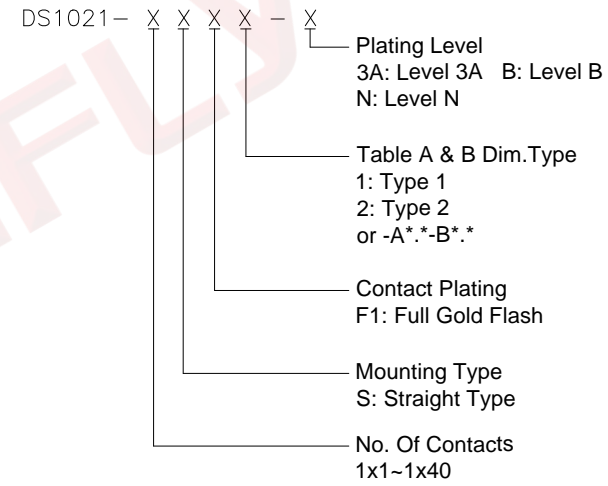 DS1021- X X X X - X
Plating Level
3A: Level 3A B: Level B
N: Level N
Table A & B Dim.Type
1: Type 1
2: Type 2
or -A*.*-B*.*
Contact Plating
F1: Full Gold Flash
Mounting Type
S: Straight Type
No. Of Contacts
1x1~1x40